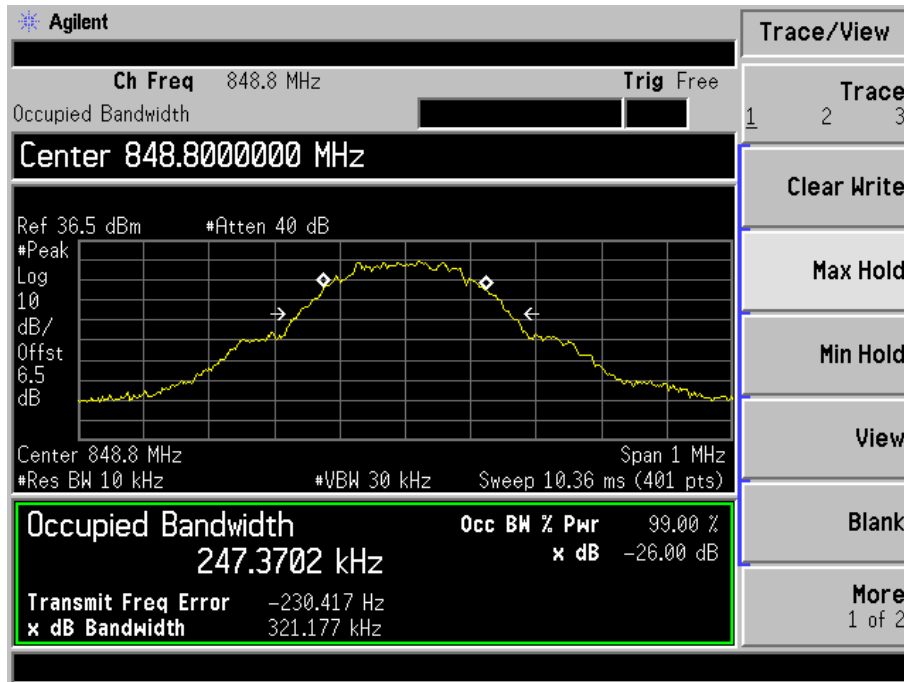 Agilent
Ch Freq 848.8 MHz Trig Free
Occupied Bandwidth
Center 848.8000000 MHz
Ref 36.5 dBm #Atten 40 dB
#Peak
Log
10
dB/
Offst
6.5
dB
Center 848.8 MHz Span 1 MHz
#Res BW 10 kHz #VBW 30 kHz Sweep 10.36 ms (401 pts)
Occupied Bandwidth Occ BW % Pwr 99.00 %
247.3702 kHz x dB -26.00 dB
Transmit Freq Error -230.417 Hz
x dB Bandwidth 321.177 kHz
Trace/View
Trace
1 2 3
Clear Write
Max Hold
Min Hold
View
Blank
More
1 of 2